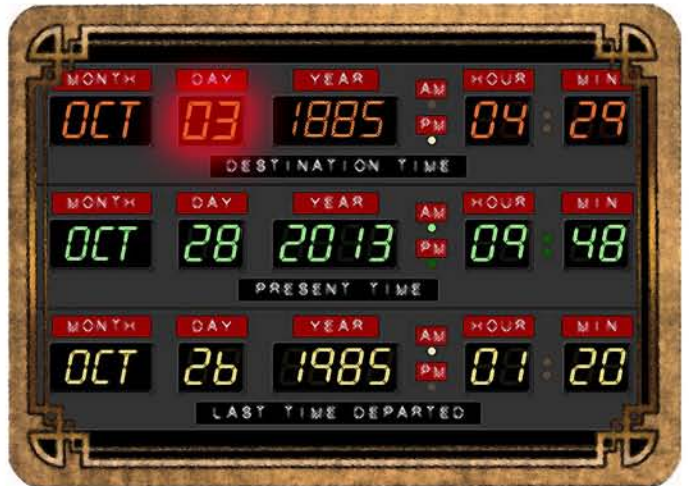 MONTH DAY YEAR AM HOUR MIN
OCT 03 1885 PM 04 : 29
DESTINATION TIME
MONTH DAY YEAR AM HOUR MIN
OCT 28 2013 PM 09 : 48
PRESENT TIME
MONTH DAY YEAR AM HOUR MIN
OCT 26 1985 PM 01 : 20
LAST TIME DEPARTED